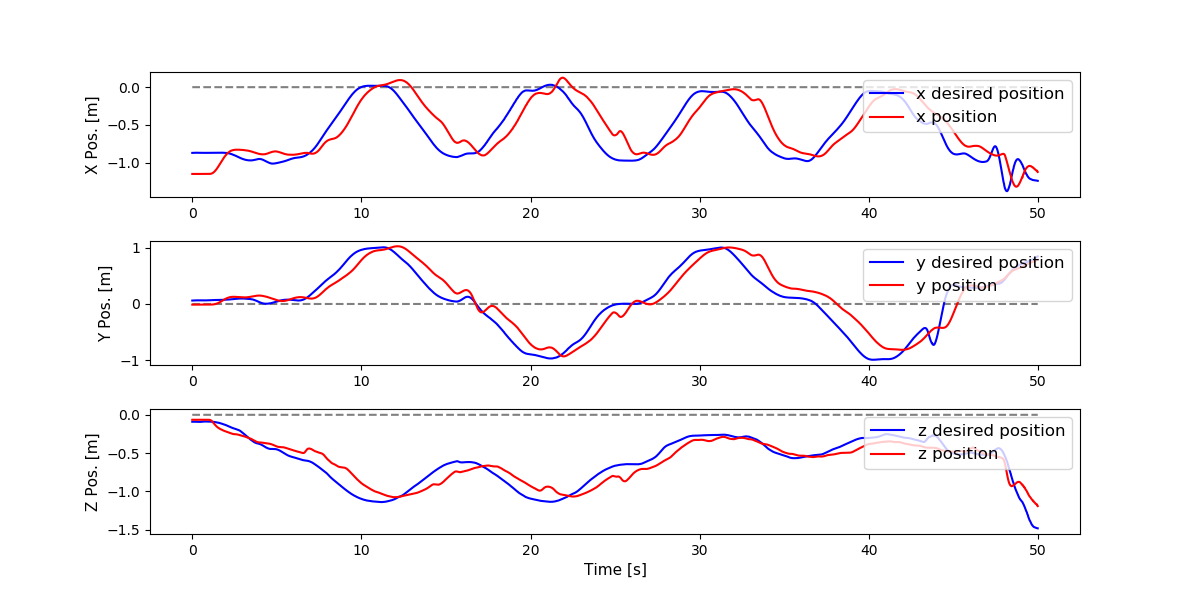 X Pos. [m]
0.0
−0.5
−1.0
x desired position
x position
0 10 20 30 40 50
Y Pos. [m]
1
0
−1
y desired position
y position
0 10 20 30 40 50
Z Pos. [m]
0.0
−0.5
−1.0
−1.5
z desired position
z position
0 10 20 30 40 50
Time [s]